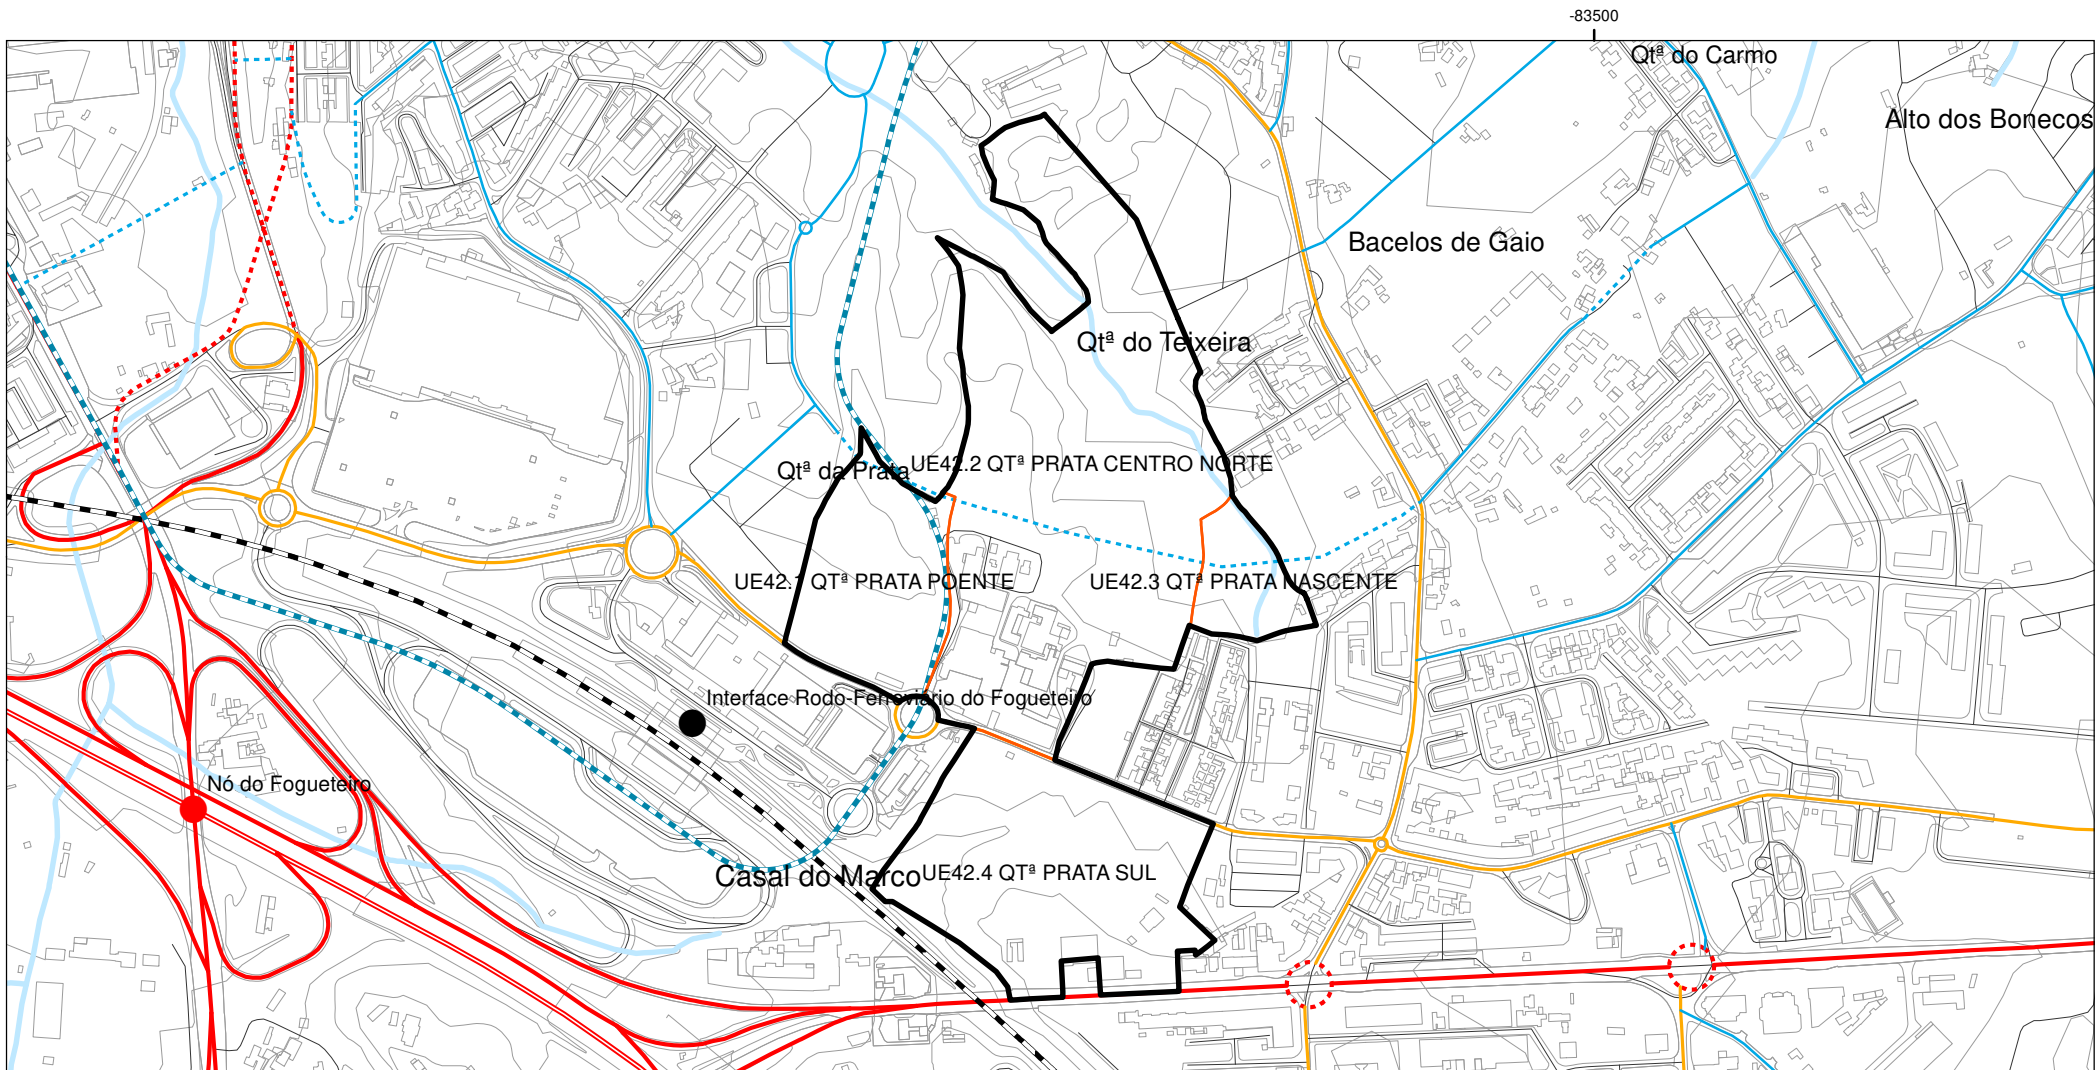 -83500
Qtª do Carmo
Alto dos Bonecos
Bacelos de Gaio
Qtª do Teixeira
Qtª da Prata
UE42.2 QTª PRATA CENTRO NORTE
UE42.1 QTª PRATA POENTE
UE42.3 QTª PRATA NASCENTE
Interface Rodo-Ferroviário do Fogueteiro
Nó do Fogueteiro
Casal do Marco
UE42.4 QTª PRATA SUL